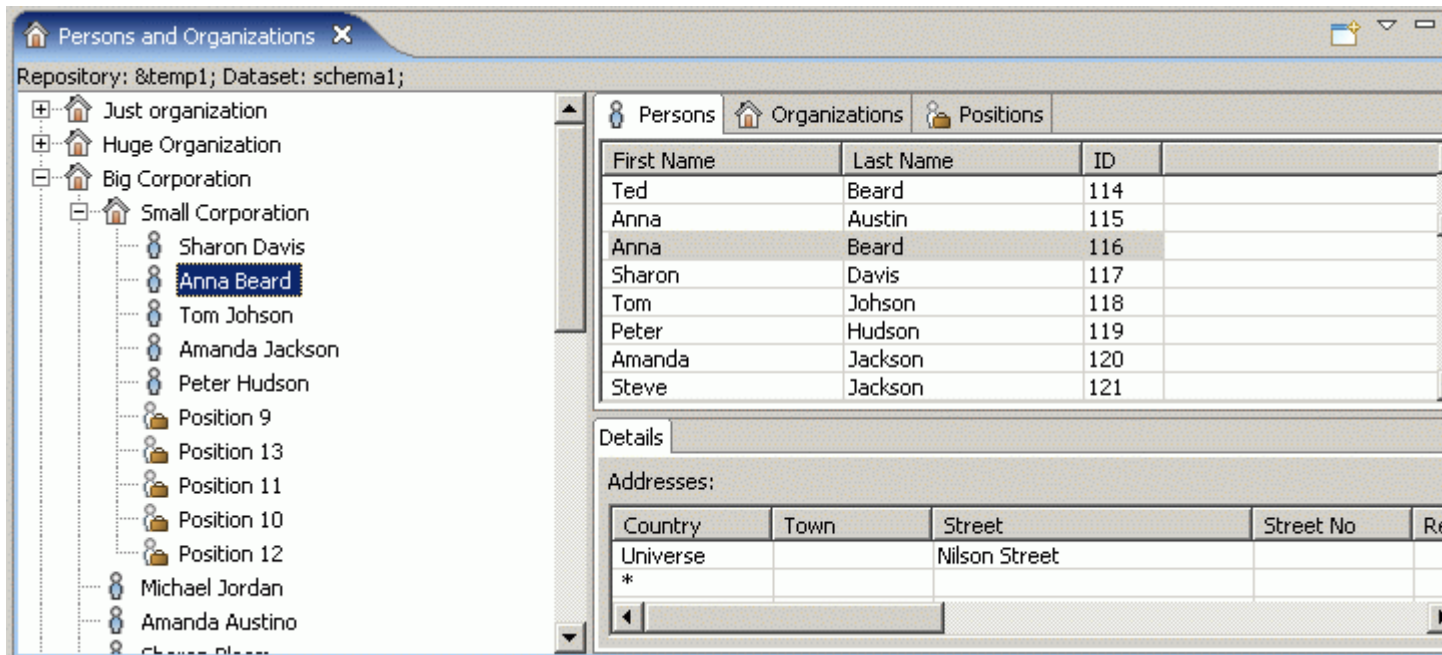 Persons and Organizations
Repository: &temp1; Dataset: schema1;
Just organization
Huge Organization
Big Corporation
Small Corporation
Sharon Davis
Anna Beard
Tom Johson
Amanda Jackson
Peter Hudson
Position 9
Position 13
Position 11
Position 10
Position 12
Michael Jordan
Amanda Austino
Persons Organizations Positions
First Name Last Name ID
Ted Beard 114
Anna Austin 115
Anna Beard 116
Sharon Davis 117
Tom Johson 118
Peter Hudson 119
Amanda Jackson 120
Steve Jackson 121
Details
Addresses:
Country Town Street Street No
Universe Nilson Street
*